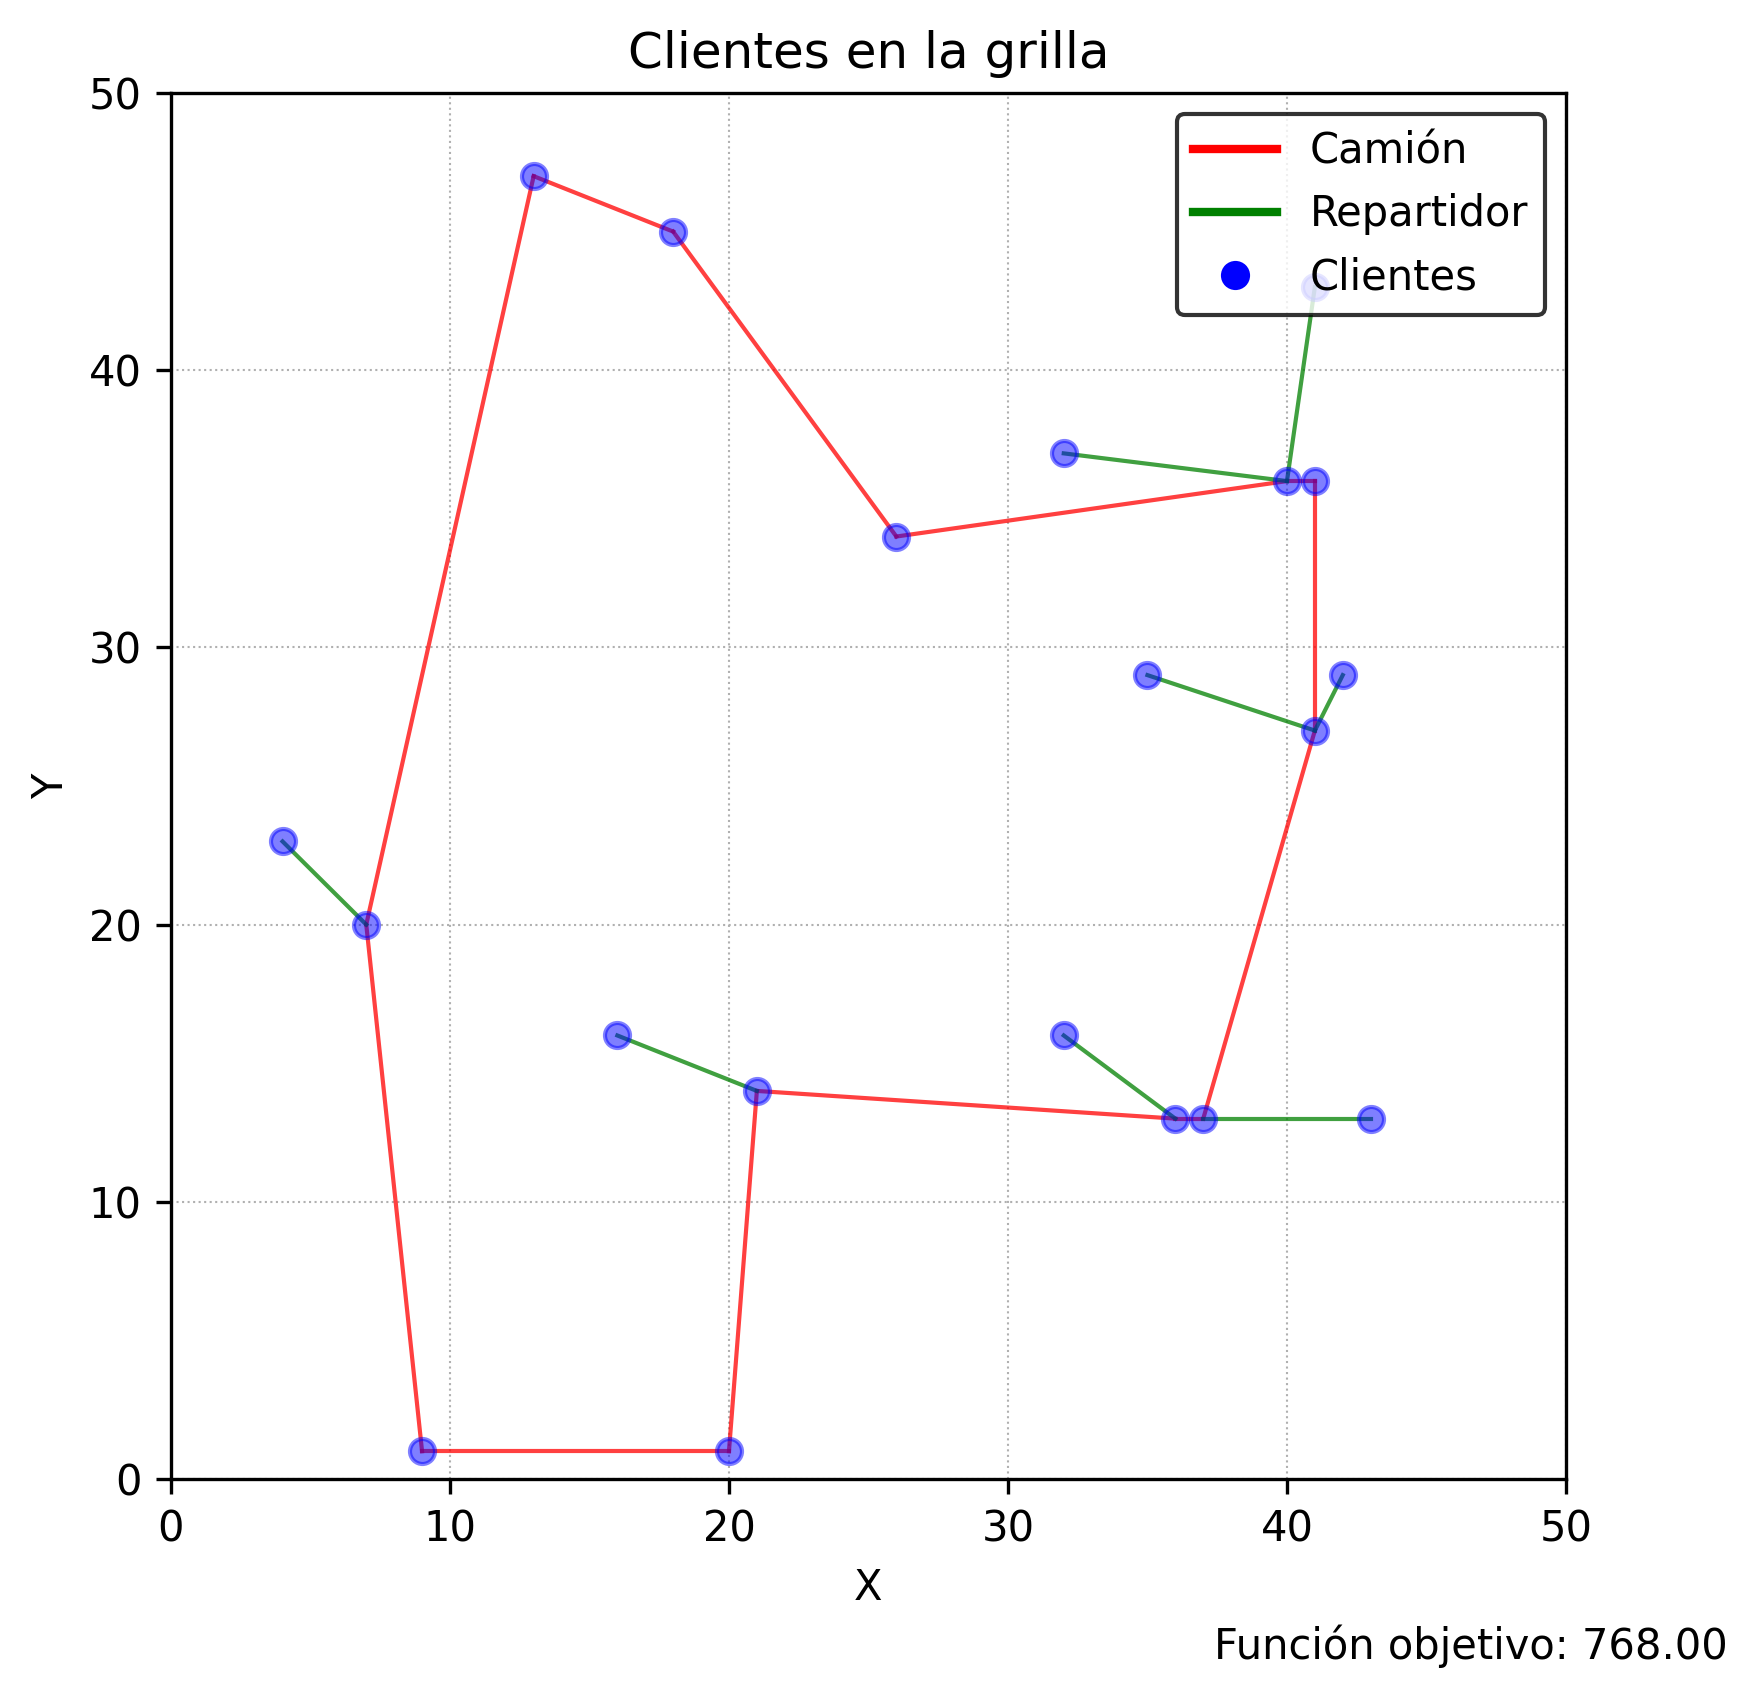 Clientes en la grilla
50
40
30
20
10
0
Y
Camión
Repartidor
Clientes
0 10 20 30 40 50
X
Función objetivo: 768.00